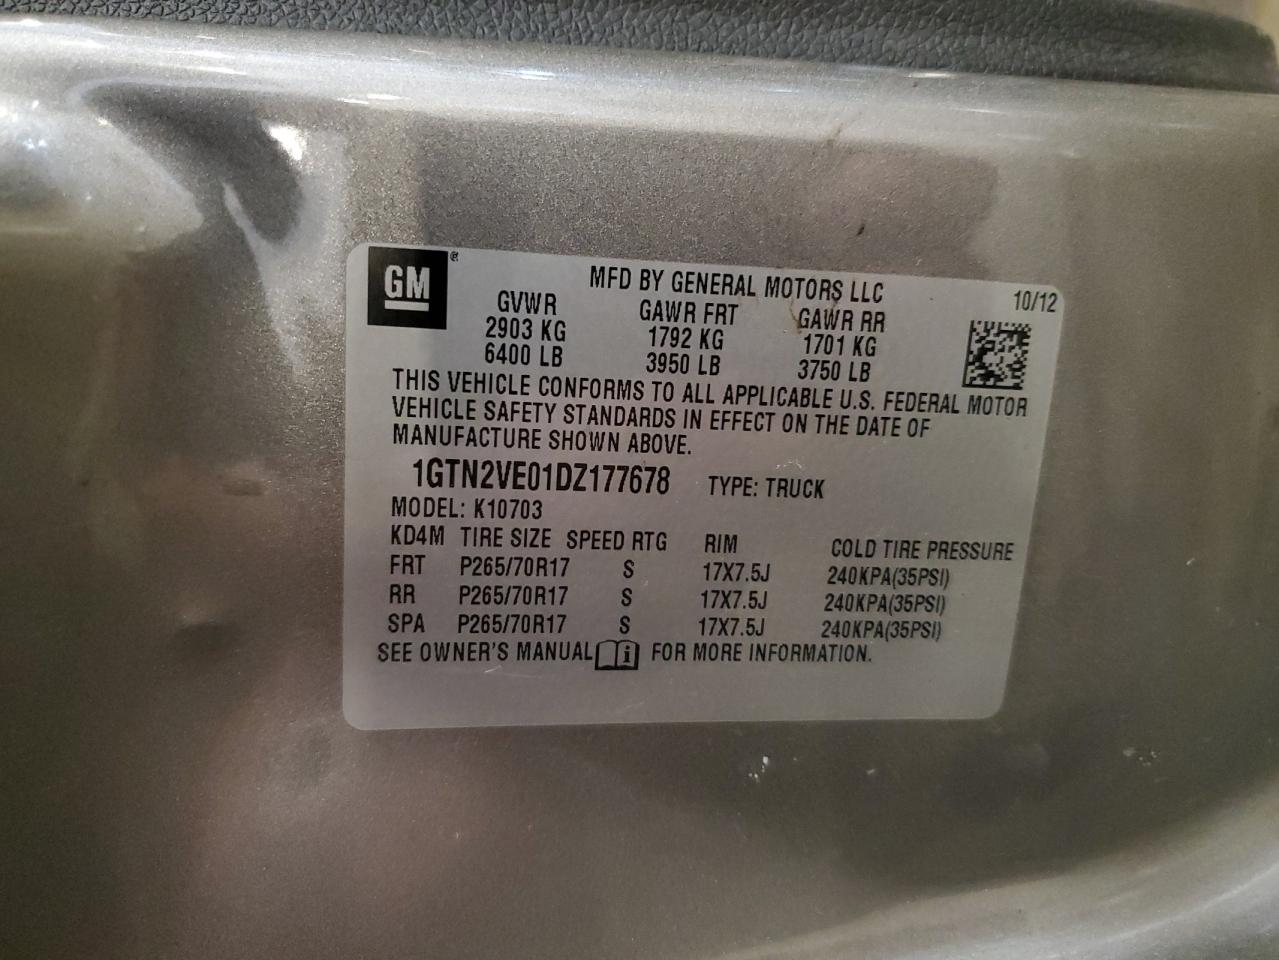 GM ®
MFD BY GENERAL MOTORS LLC
10/12
GVWR GAWR FRT GAWR RR
2903 KG 1792 KG 1701 KG
6400 LB 3950 LB 3750 LB
THIS VEHICLE CONFORMS TO ALL APPLICABLE U.S. FEDERAL MOTOR
VEHICLE SAFETY STANDARDS IN EFFECT ON THE DATE OF
MANUFACTURE SHOWN ABOVE.
1GTN2VE01DZ177678 TYPE: TRUCK
MODEL: K10703
KD4M TIRE SIZE SPEED RTG RIM COLD TIRE PRESSURE
FRT P265/70R17 S 17X7.5J 240KPA(35PSI)
RR P265/70R17 S 17X7.5J 240KPA(35PSI)
SPA P265/70R17 S 17X7.5J 240KPA(35PSI)
SEE OWNER'S MANUAL i FOR MORE INFORMATION.